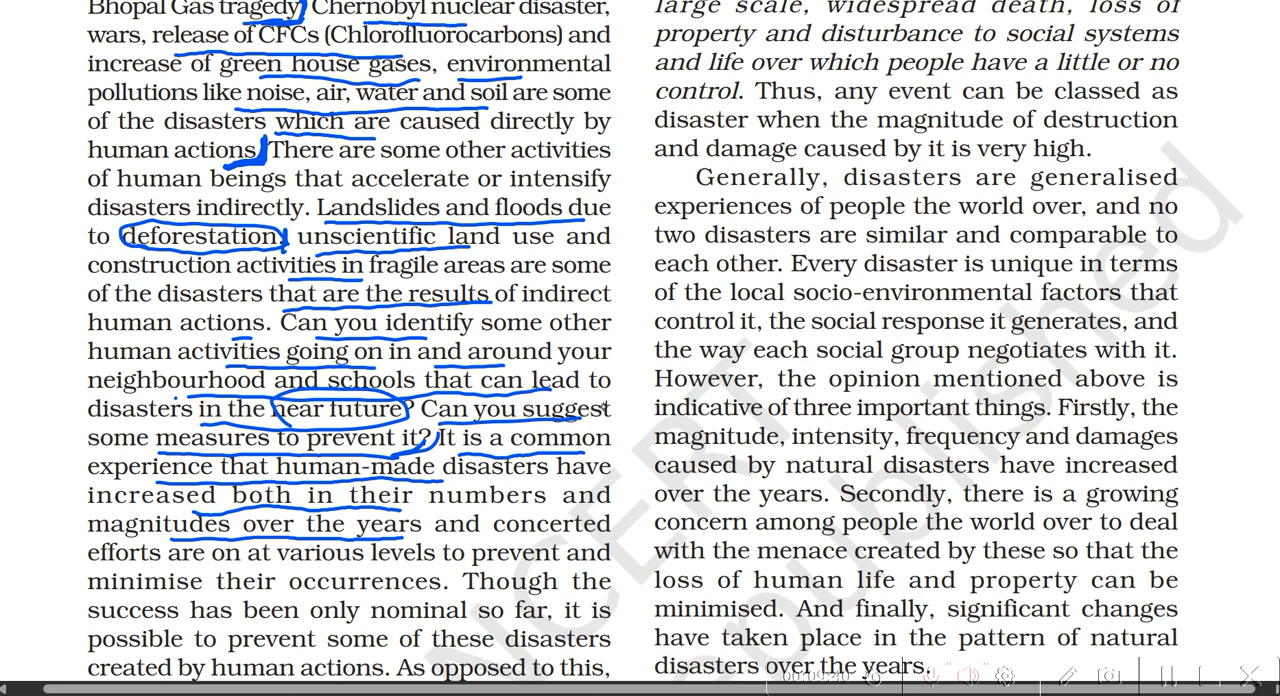 Bhopal Gas tragedy, Chernobyl nuclear disaster,
wars, release of CFCs (Chlorofluorocarbons) and
increase of green house gases, environmental
pollutions like noise, air, water and soil are some
of the disasters which are caused directly by
human actions. There are some other activities
of human beings that accelerate or intensify
disasters indirectly. Landslides and floods due
to deforestation, unscientific land use and
construction activities in fragile areas are some
of the disasters that are the results of indirect
human actions. Can you identify some other
human activities going on in and around your
neighbourhood and schools that can lead to
disasters in the near future? Can you suggest
some measures to prevent it? It is a common
experience that human-made disasters have
increased both in their numbers and
magnitudes over the years and concerted
efforts are on at various levels to prevent and
minimise their occurrences. Though the
success has been only nominal so far, it is
possible to prevent some of these disasters
created by human actions. As opposed to this,
large scale, widespread death, loss of
property and disturbance to social systems
and life over which people have a little or no
control. Thus, any event can be classed as
disaster when the magnitude of destruction
and damage caused by it is very high.
Generally, disasters are generalised
experiences of people the world over, and no
two disasters are similar and comparable to
each other. Every disaster is unique in terms
of the local socio-environmental factors that
control it, the social response it generates, and
the way each social group negotiates with it.
However, the opinion mentioned above is
indicative of three important things. Firstly, the
magnitude, intensity, frequency and damages
caused by natural disasters have increased
over the years. Secondly, there is a growing
concern among people the world over to deal
with the menace created by these so that the
loss of human life and property can be
minimised. And finally, significant changes
have taken place in the pattern of natural
disasters over the years.
NCERT
republished
00:09:40